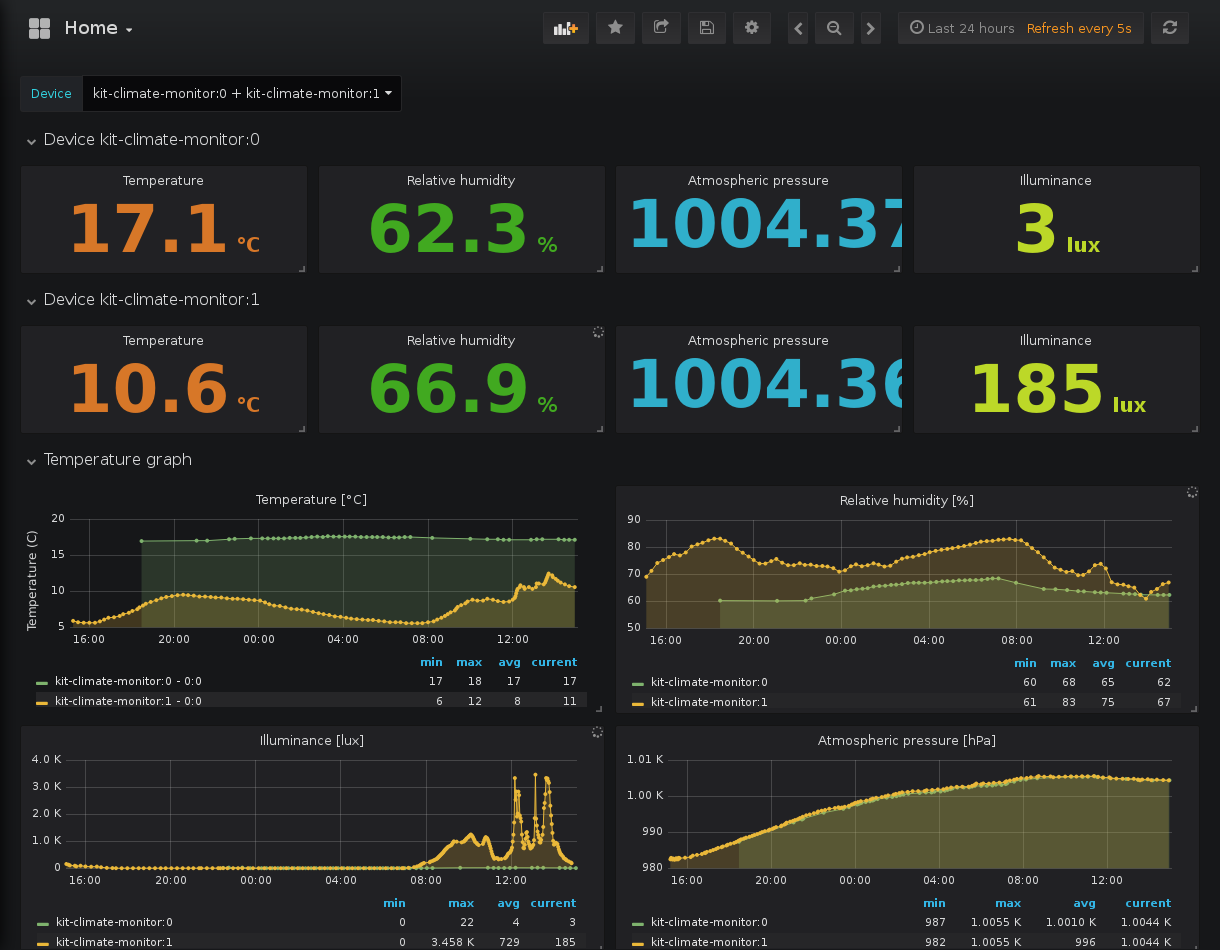 Home
Last 24 hours Refresh every 5s
Device kit-climate-monitor:0 + kit-climate-monitor:1
Device kit-climate-monitor:0
Temperature Relative humidity Atmospheric pressure Illuminance
17.1 °C 62.3 % 1004.37 3 lux
Device kit-climate-monitor:1
Temperature Relative humidity Atmospheric pressure Illuminance
10.6 °C 66.9 % 1004.36 185 lux
Temperature graph
Temperature [°C]
Temperature (C)
20
15
10
5
16:00 20:00 00:00 04:00 08:00 12:00
min max avg current
kit-climate-monitor:0 - 0:0 17 18 17 17
kit-climate-monitor:1 - 0:0 6 12 8 11
Relative humidity [%]
90
80
70
60
50
16:00 20:00 00:00 04:00 08:00 12:00
min max avg current
kit-climate-monitor:0 60 68 65 62
kit-climate-monitor:1 61 83 75 67
Illuminance [lux]
4.0 K
3.0 K
2.0 K
1.0 K
0
16:00 20:00 00:00 04:00 08:00 12:00
min max avg current
kit-climate-monitor:0 0 22 4 3
kit-climate-monitor:1 0 3.458 K 729 185
Atmospheric pressure [hPa]
1.01 K
1.00 K
990
980
16:00 20:00 00:00 04:00 08:00 12:00
min max avg current
kit-climate-monitor:0 987 1.0055 K 1.0010 K 1.0044 K
kit-climate-monitor:1 982 1.0055 K 996 1.0044 K